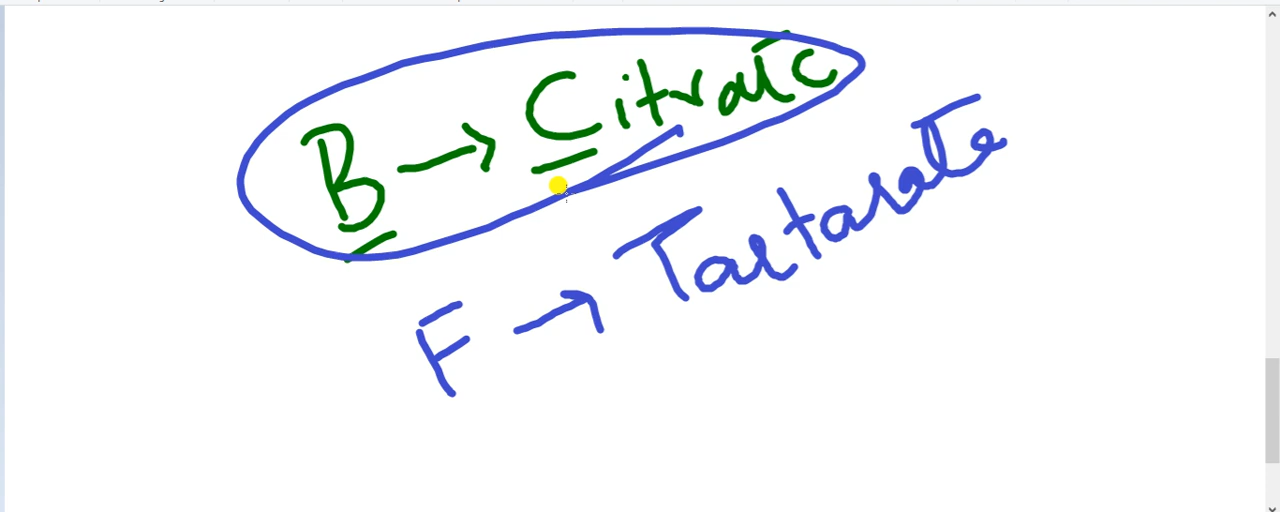 B → Citrate
F → Tartarate